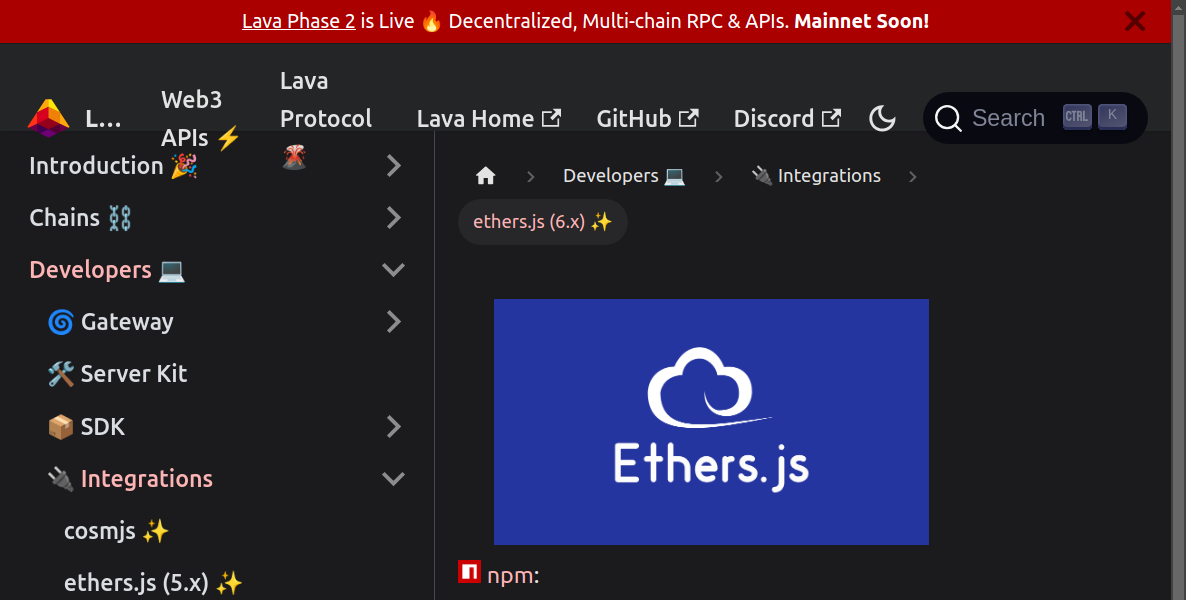 Lava Phase 2 is Live 🔥 Decentralized, Multi-chain RPC & APIs. Mainnet Soon!
L...
Web3
APIs ⚡
Lava
Protocol
🌋
Lava Home
GitHub
Discord
Search
CTRL
K
Introduction 🎉
Chains ⛓️
Developers 💻
🌀 Gateway
🛠️ Server Kit
📦 SDK
🔌 Integrations
cosmjs ✨
ethers.js (5.x) ✨
Developers 💻
🔌 Integrations
ethers.js (6.x) ✨
Ethers.js
npm: